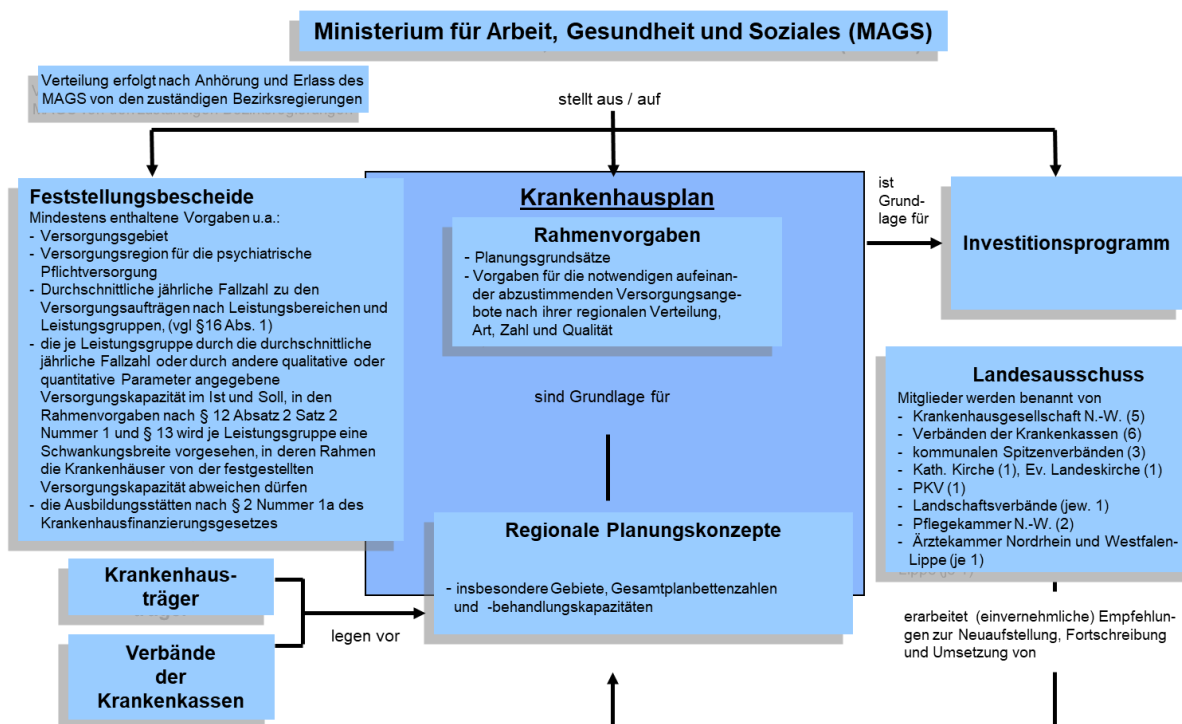 Ministerium für Arbeit, Gesundheit und Soziales (MAGS)
Verteilung erfolgt nach Anhörung und Erlass des
MAGS von den zuständigen Bezirksregierungen
stellt aus / auf
Feststellungsbescheide
Mindestens enthaltene Vorgaben u.a.:
- Versorgungsgebiet
- Versorgungsregion für die psychiatrische
Pflichtversorgung
- Durchschnittliche jährliche Fallzahl zu den
Versorgungsaufträgen nach Leistungsbereichen und
Leistungsgruppen, (vgl §16 Abs. 1)
- die je Leistungsgruppe durch die durchschnittliche
jährliche Fallzahl oder durch andere qualitative oder
quantitative Parameter angegebene
Versorgungskapazität im Ist und Soll, in den
Rahmenvorgaben nach § 12 Absatz 2 Satz 2
Nummer 1 und § 13 wird je Leistungsgruppe eine
Schwankungsbreite vorgesehen, in deren Rahmen
die Krankenhäuser von der festgestellten
Versorgungskapazität abweichen dürfen
- die Ausbildungsstätten nach § 2 Nummer 1a des
Krankenhausfinanzierungsgesetzes
Krankenhausplan
Rahmenvorgaben
- Planungsgrundsätze
- Vorgaben für die notwendigen aufeinan-
der abzustimmenden Versorgungsange-
bote nach ihrer regionalen Verteilung,
Art, Zahl und Qualität
sind Grundlage für
Regionale Planungskonzepte
- insbesondere Gebiete, Gesamtplanbettenzahlen
und -behandlungskapazitäten
ist
Grund-
lage für
Investitionsprogramm
Landesausschuss
Mitglieder werden benannt von
- Krankenhausgesellschaft N.-W. (5)
- Verbänden der Krankenkassen (6)
- kommunalen Spitzenverbänden (3)
- Kath. Kirche (1), Ev. Landeskirche (1)
- PKV (1)
- Landschaftsverbände (jew. 1)
- Pflegekammer N.-W. (2)
- Ärztekammer Nordrhein und Westfalen-
Lippe (je 1)
erarbeitet (einvernehmliche) Empfehlun-
gen zur Neuaufstellung, Fortschreibung
und Umsetzung von
Krankenhaus-
träger
legen vor
Verbände
der
Krankenkassen